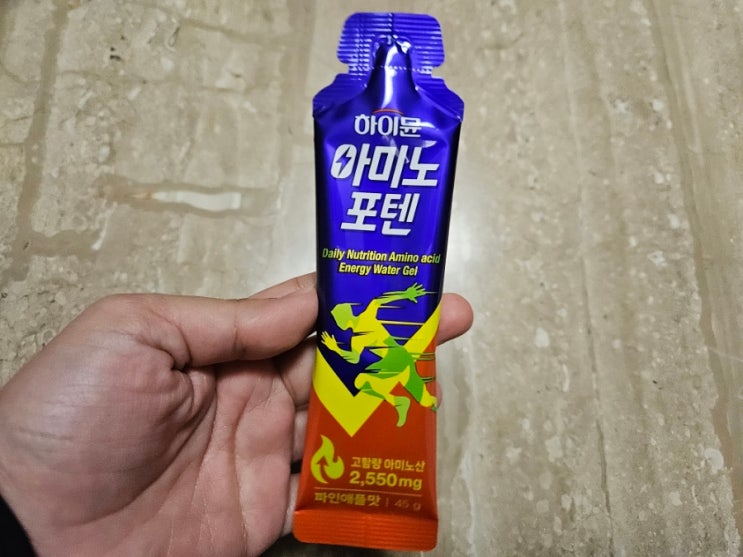 하이뮨
아미노
포텐
Daily Nutrition Amino acid
Energy Water Gel
고함량 아미노산
2,550mg
파인애플맛 | 45 g